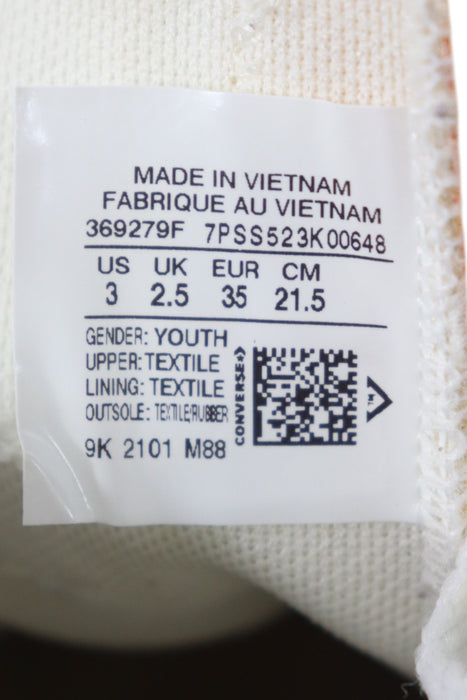 MADE IN VIETNAM
FABRIQUE AU VIETNAM
369279F 7PSS523K00648
US UK EUR CM
3 2.5 35 21.5
GENDER: YOUTH
UPPER: TEXTILE
LINING: TEXTILE
OUTSOLE: TEXTILE/RUBBER
9K 2101 M88
CONVERSE
TM